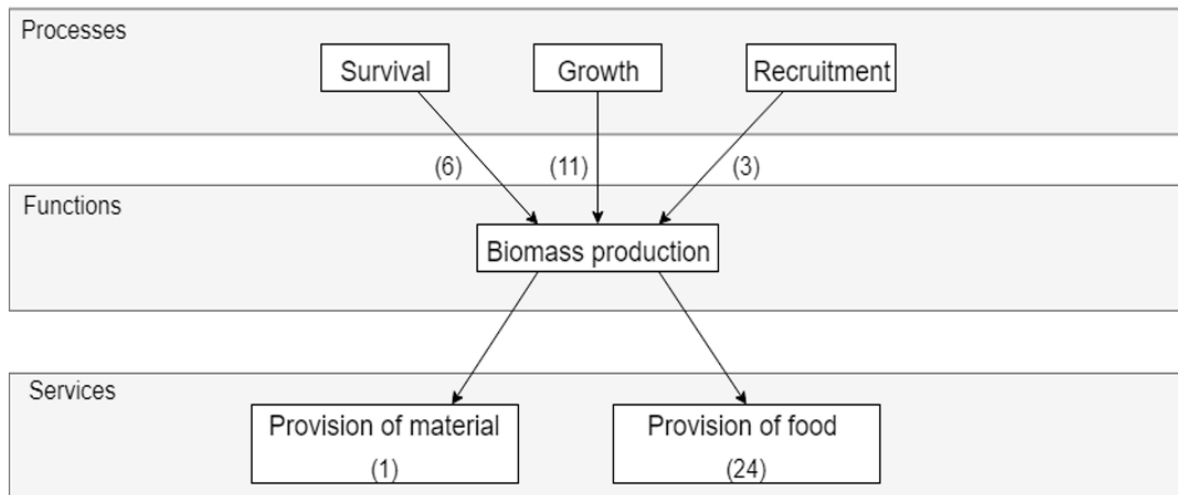 Processes
Survival
Growth
Recruitment
(6)
(11)
(3)
Functions
Biomass production
Services
Provision of material
(1)
Provision of food
(24)